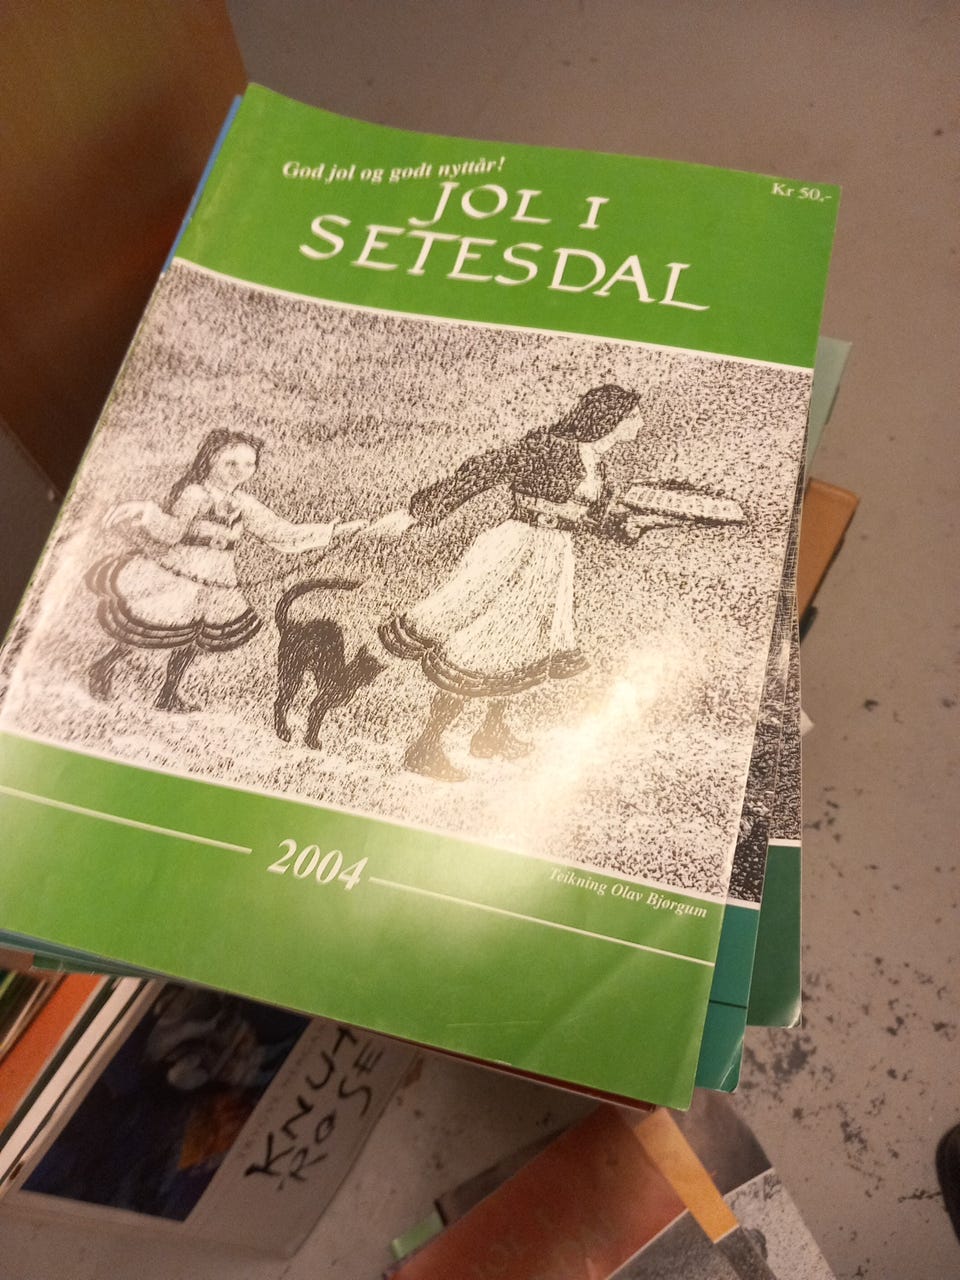 God jol og godt nyttår!
Kr 50,-
JOL I
SETESDAL
2004
Teikning Olav Bjørgum
KNUT
ROSE